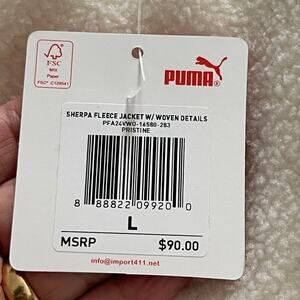 FSC
MIX
Paper
FSC® C129541
PUMA®
SHERPA FLEECE JACKET W/ WOVEN DETAILS
PFA24VWO-16580-283
PRISTINE
8 88822 09920 0
L
MSRP $90.00
info@import411.net